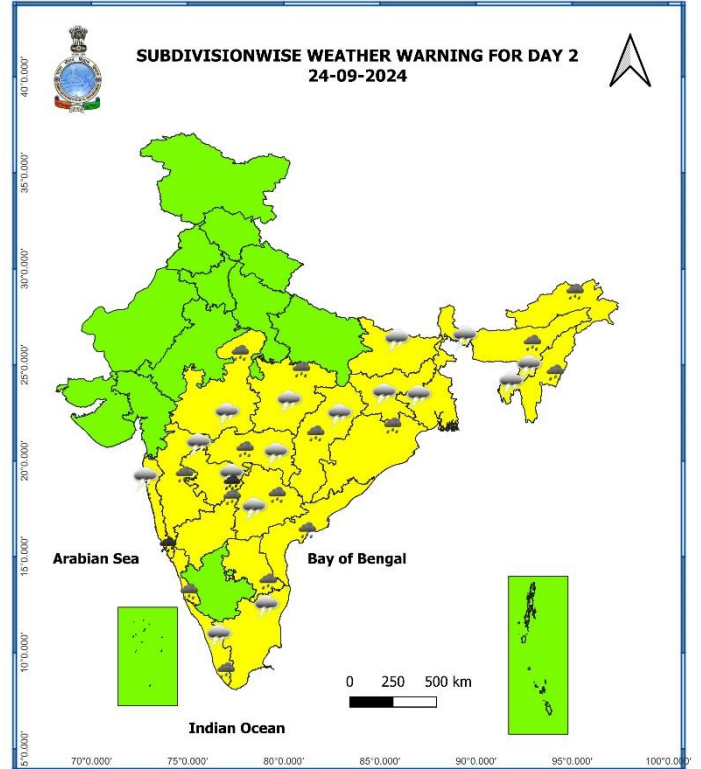 SUBDIVISIONWISE WEATHER WARNING FOR DAY 2
24-09-2024
40°0.000'
35°0.000'
30°0.000'
25°0.000'
20°0.000'
15°0.000'
10°0.000'
5°0.000'
Arabian Sea
Bay of Bengal
0 250 500 km
Indian Ocean
70°0.000' 75°0.000' 80°0.000' 85°0.000' 90°0.000' 95°0.000' 100°0.000'